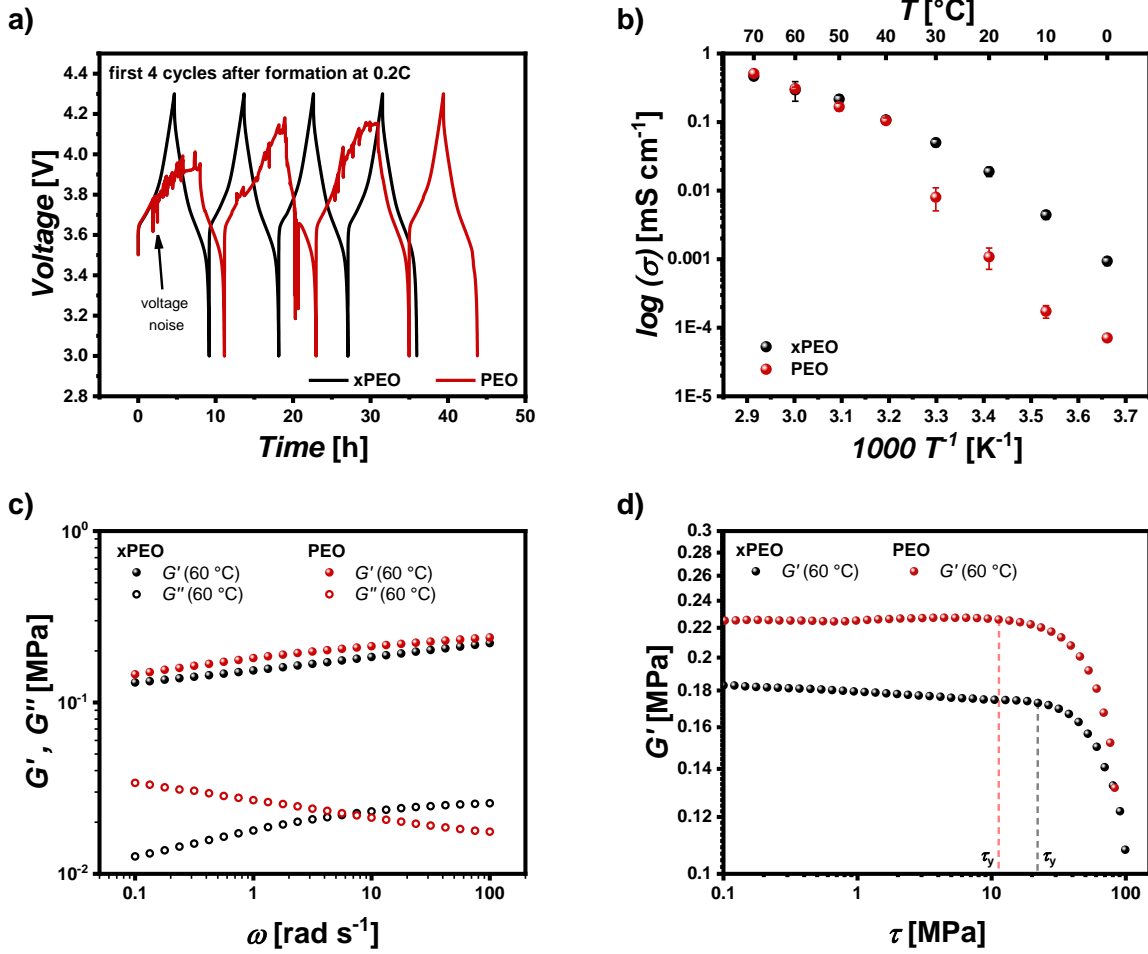 a)
first 4 cycles after formation at 0.2C
4.4
4.2
4.0
3.8
3.6
3.4
3.2
3.0
2.8
Voltage [V]
voltage
noise
xPEO
PEO
0 10 20 30 40 50
Time [h]
b)
T [°C]
70 60 50 40 30 20 10 0
1
0.1
0.01
0.001
1E-4
1E-5
log (σ) [mS cm-1]
xPEO
PEO
2.9 3.0 3.1 3.2 3.3 3.4 3.5 3.6 3.7
1000 T-1 [K-1]
c)
100
10-1
10-2
G' , G'' [MPa]
xPEO PEO
G' (60 °C) G' (60 °C)
G'' (60 °C) G'' (60 °C)
0.1 1 10 100
ω [rad s-1]
d)
0.3
0.28
0.26
0.24
0.22
0.2
0.18
0.16
0.14
0.12
0.1
G' [MPa]
xPEO PEO
G' (60 °C) G' (60 °C)
τy τy
0.1 1 10 100
τ [MPa]